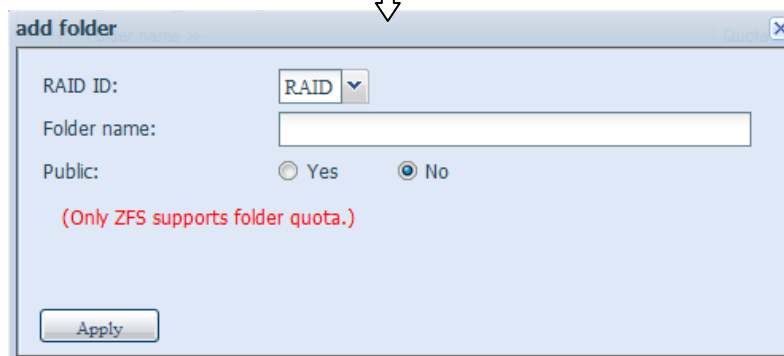 add folder
RAID ID:
RAID
Folder name:
Public:
Yes
No
(Only ZFS supports folder quota.)
Apply